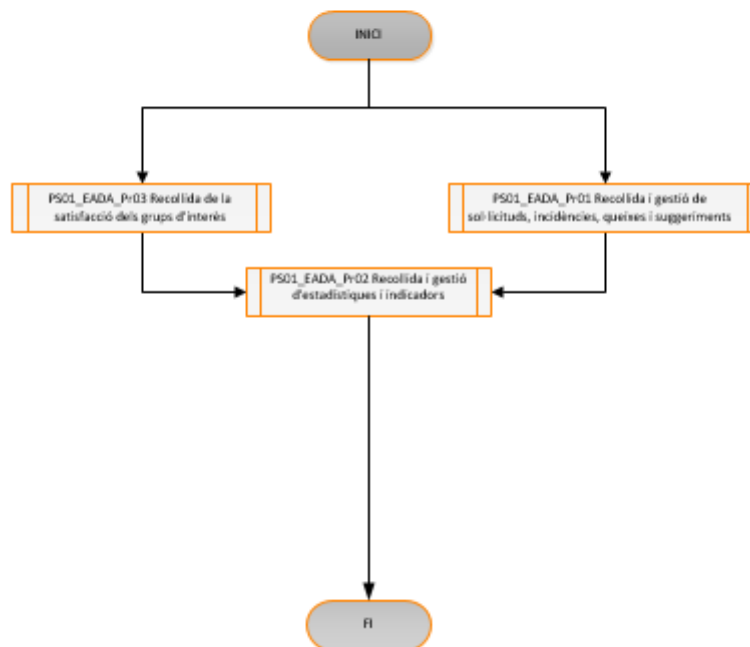 INICI
PS01_EADA_Pr03 Recollida de la
satisfacció dels grups d'interès
PS01_EADA_Pr01 Recollida i gestió de
sol·licituds, incidències, queixes i suggeriments
PS01_EADA_Pr02 Recollida i gestió
d'estadístiques i indicadors
FI